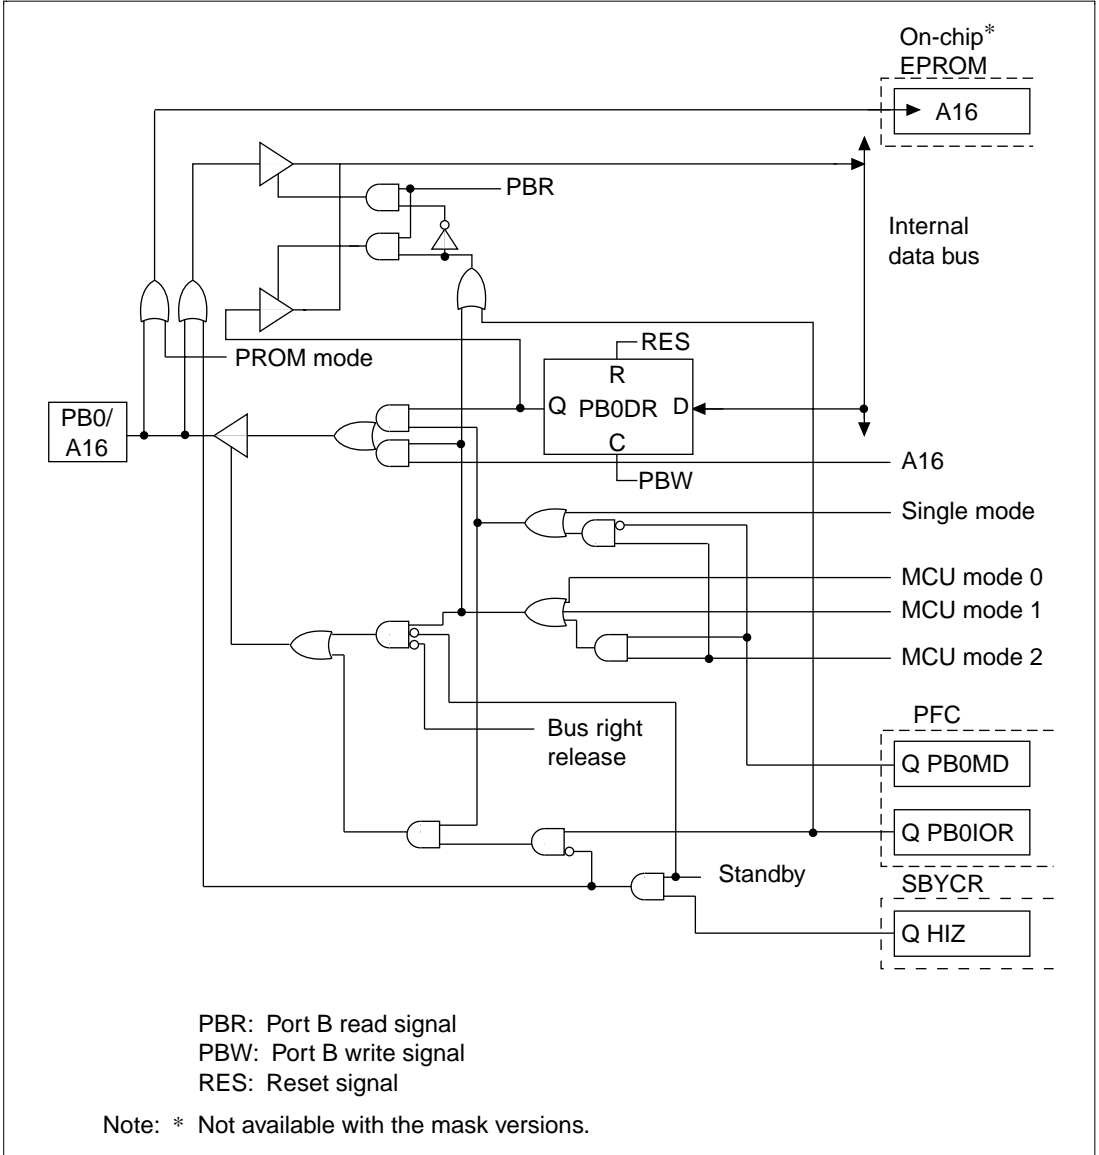 On-chip*
EPROM
A16
PBR
Internal
data bus
RES
PROM mode
R
Q PB0DR D
C
PB0/
A16
A16
PBW
Single mode
MCU mode 0
MCU mode 1
MCU mode 2
PFC
Bus right
release
Q PB0MD
Q PB0IOR
Standby
SBYCR
Q HIZ
PBR: Port B read signal
PBW: Port B write signal
RES: Reset signal
Note: * Not available with the mask versions.